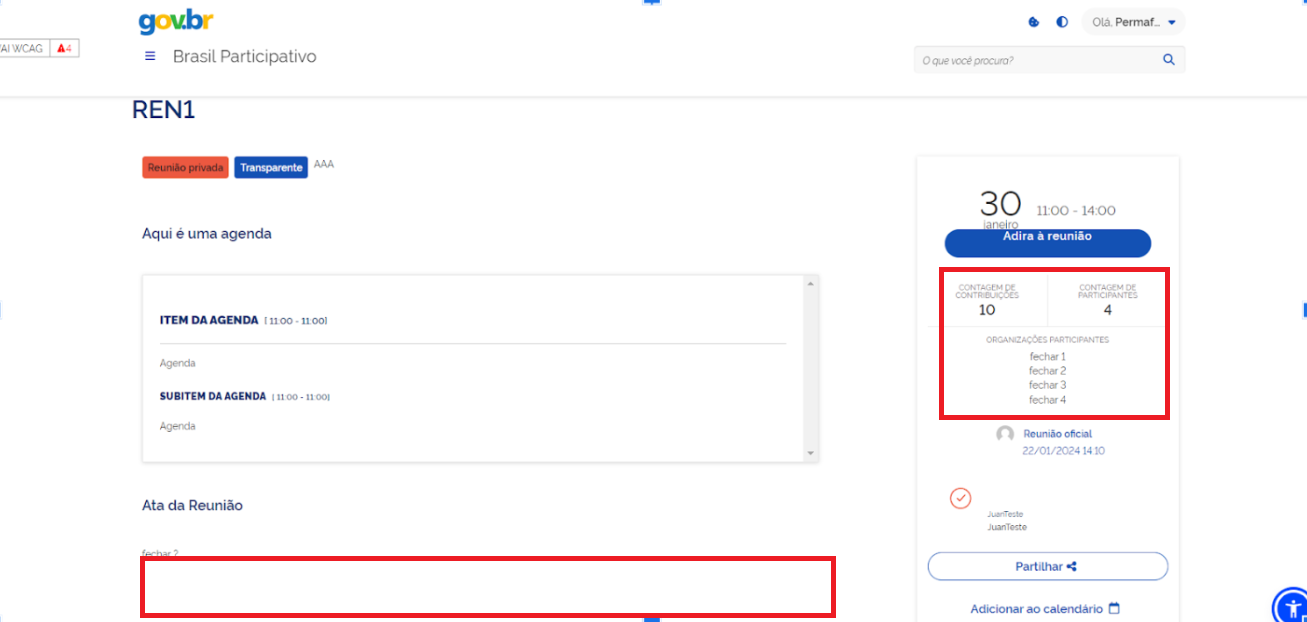 gov.br
Olá, Permaf...
AI WCAG 4
Brasil Participativo
O que você procura?
REN1
Reunião privada Transparente AAA
30 11:00 - 14:00
janeiro
Adira à reunião
Aqui é uma agenda
ITEM DA AGENDA [ 11:00 - 11:00]
Agenda
SUBITEM DA AGENDA [ 11:00 - 11:00]
Agenda
CONTAGEM DE
CONTRIBUIÇÕES
10
CONTAGEM DE
PARTICIPANTES
4
ORGANIZAÇÕES PARTICIPANTES
fechar 1
fechar 2
fechar 3
fechar 4
Reunião oficial
22/01/2024 14:10
JuanTeste
JuanTeste
Partilhar
Adicionar ao calendário
Ata da Reunião
fechar 2